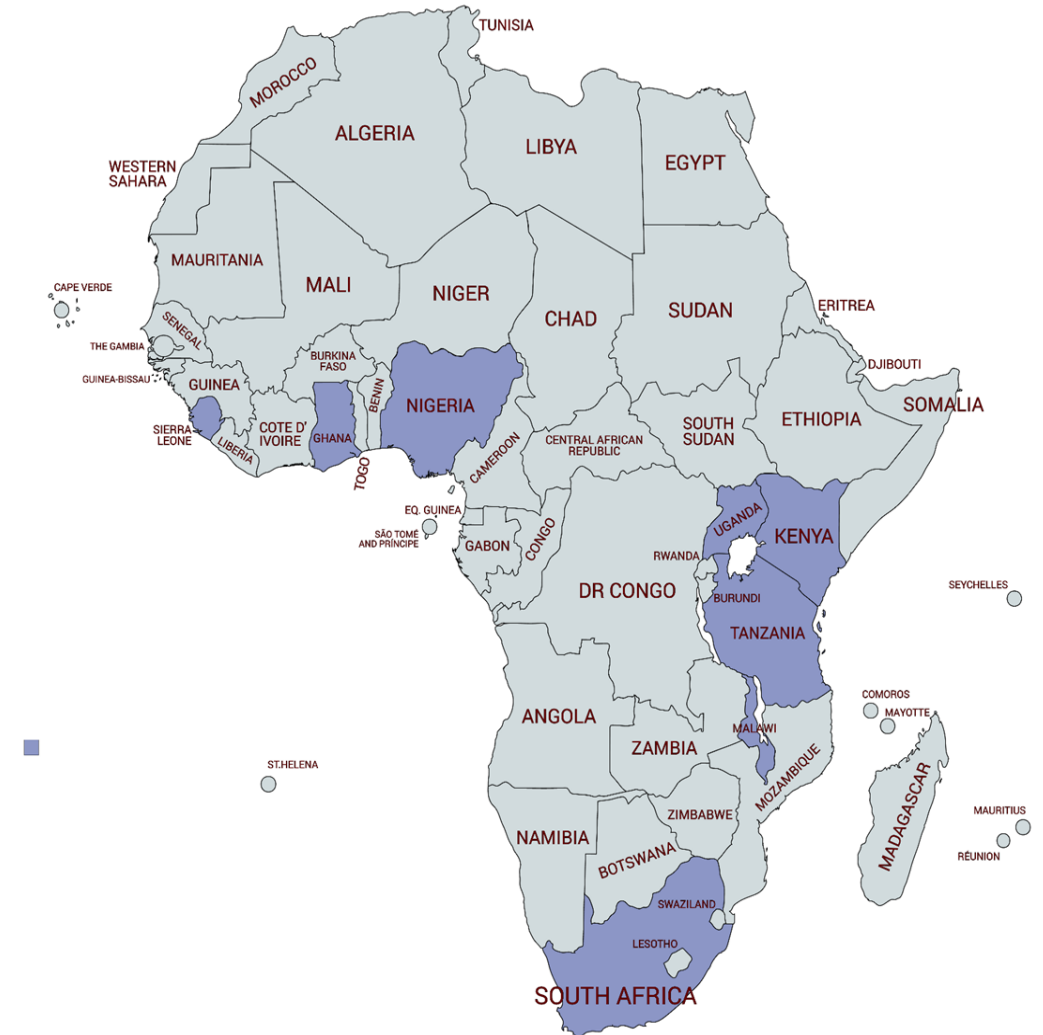 TUNISIA
MOROCCO
ALGERIA
LIBYA
EGYPT
WESTERN
SAHARA
MAURITANIA
MALI
NIGER
CHAD
SUDAN
ERITREA
CAPE VERDE
SENEGAL
THE GAMBIA
GUINEA-BISSAU
GUINEA
BURKINA
FASO
BENIN
NIGERIA
DJIBOUTI
SOMALIA
ETHIOPIA
SOUTH
SUDAN
CENTRAL AFRICAN
REPUBLIC
CAMEROON
SIERRA
LEONE
LIBERIA
COTE D'
IVOIRE
GHANA
TOGO
EQ. GUINEA
SÃO TOMÉ
AND PRÍNCIPE
GABON
CONGO
UGANDA
KENYA
RWANDA
DR CONGO
BURUNDI
TANZANIA
SEYCHELLES
COMOROS
MAYOTTE
ANGOLA
ZAMBIA
MALAWI
MOZAMBIQUE
ST.HELENA
MADAGASCAR
MAURITIUS
RÉUNION
NAMIBIA
BOTSWANA
ZIMBABWE
SWAZILAND
LESOTHO
SOUTH AFRICA